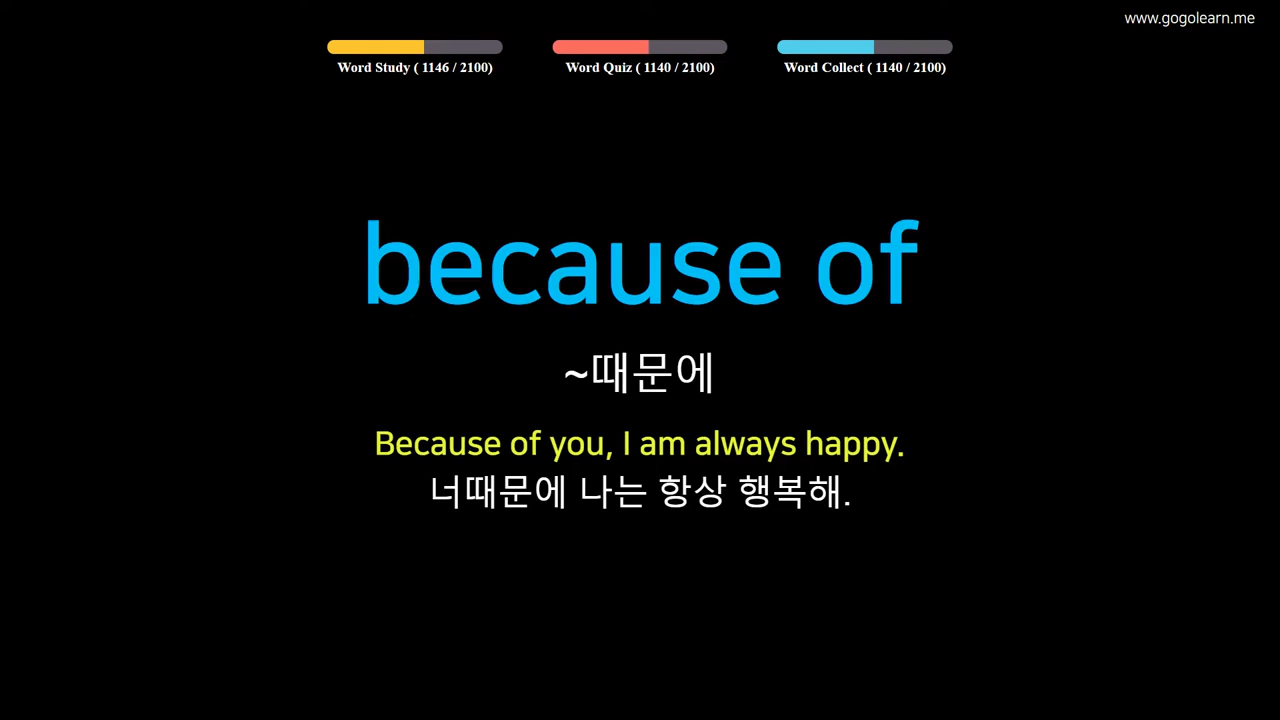 www.gogolearn.me
Word Study ( 1146 / 2100)
Word Quiz ( 1140 / 2100)
Word Collect ( 1140 / 2100)
because of
~때문에
Because of you, I am always happy.
너때문에 나는 항상 행복해.